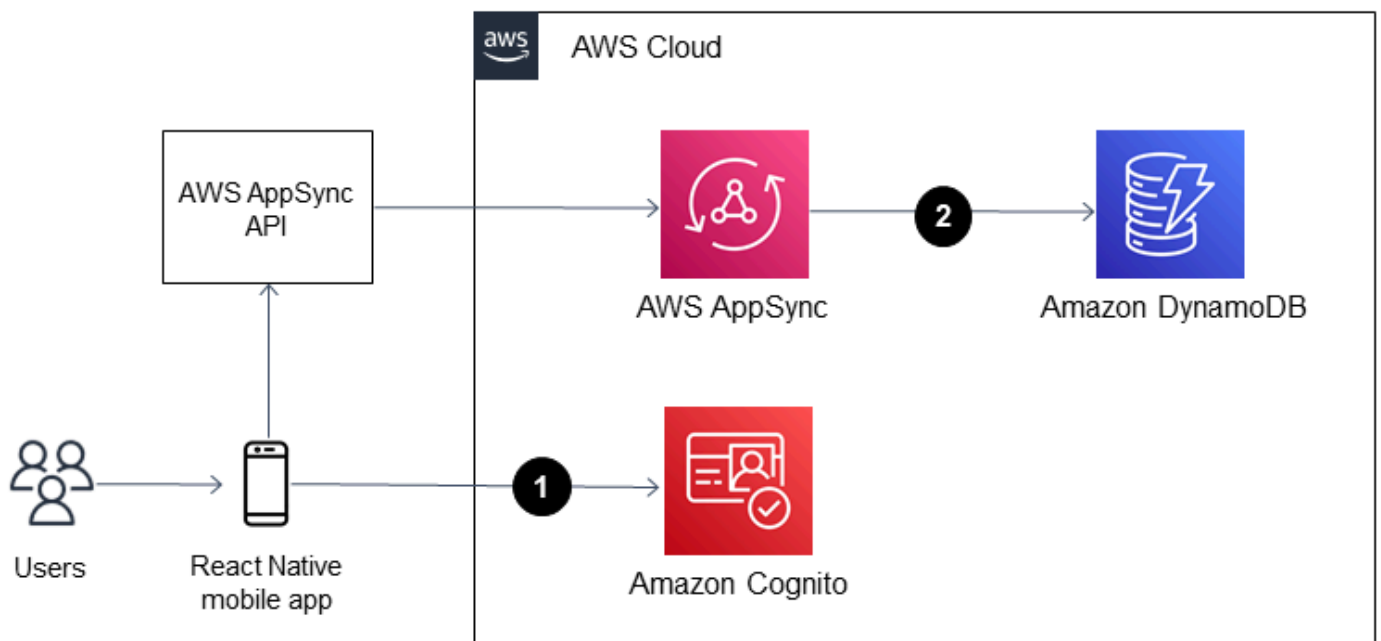 aws
AWS Cloud
AWS AppSync
API
2
AWS AppSync
Amazon DynamoDB
1
Users
React Native
mobile app
Amazon Cognito